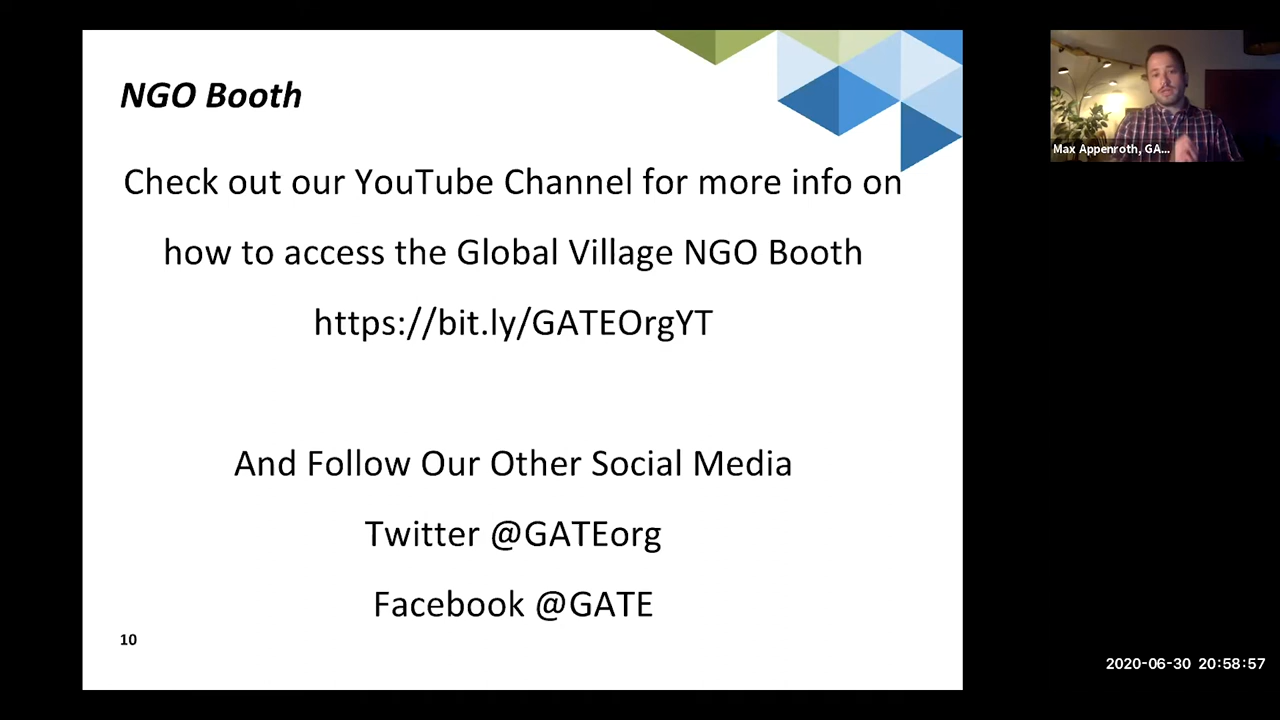 NGO Booth
Check out our YouTube Channel for more info on
how to access the Global Village NGO Booth
https://bit.ly/GATEOrgYT
And Follow Our Other Social Media
Twitter @GATEorg
Facebook @GATE
10
Max Appenroth, GA...
2020-06-30 20:58:57